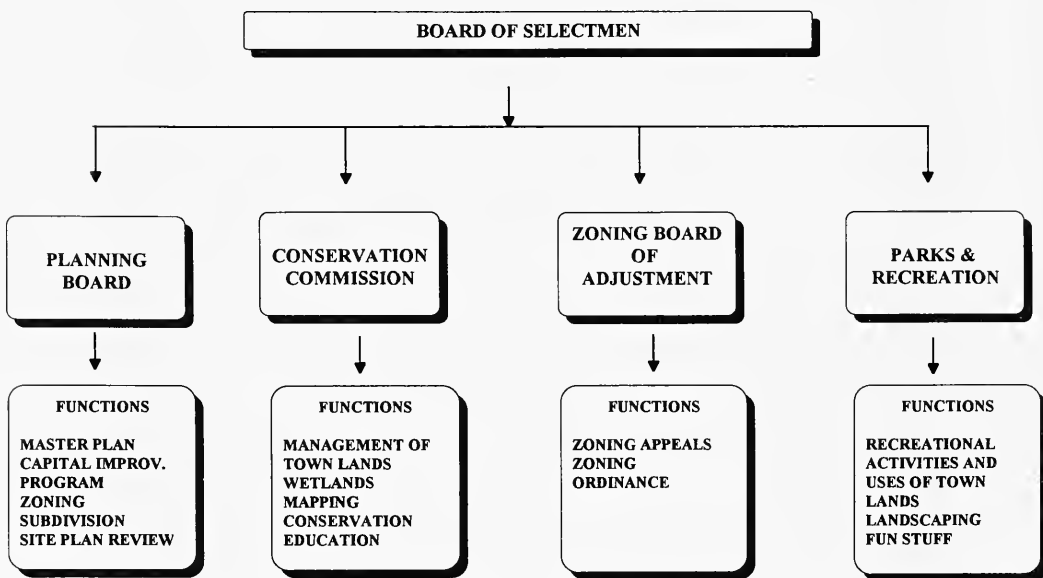 BOARD OF SELECTMEN
PLANNING
BOARD
CONSERVATION
COMMISSION
ZONING BOARD
OF
ADJUSTMENT
PARKS &
RECREATION
FUNCTIONS
MASTER PLAN
CAPITAL IMPROV.
PROGRAM
ZONING
SUBDIVISION
SITE PLAN REVIEW
FUNCTIONS
MANAGEMENT OF
TOWN LANDS
WETLANDS
MAPPING
CONSERVATION
EDUCATION
FUNCTIONS
ZONING APPEALS
ZONING
ORDINANCE
FUNCTIONS
RECREATIONAL
ACTIVITIES AND
USES OF TOWN
LANDS
LANDSCAPING
FUN STUFF